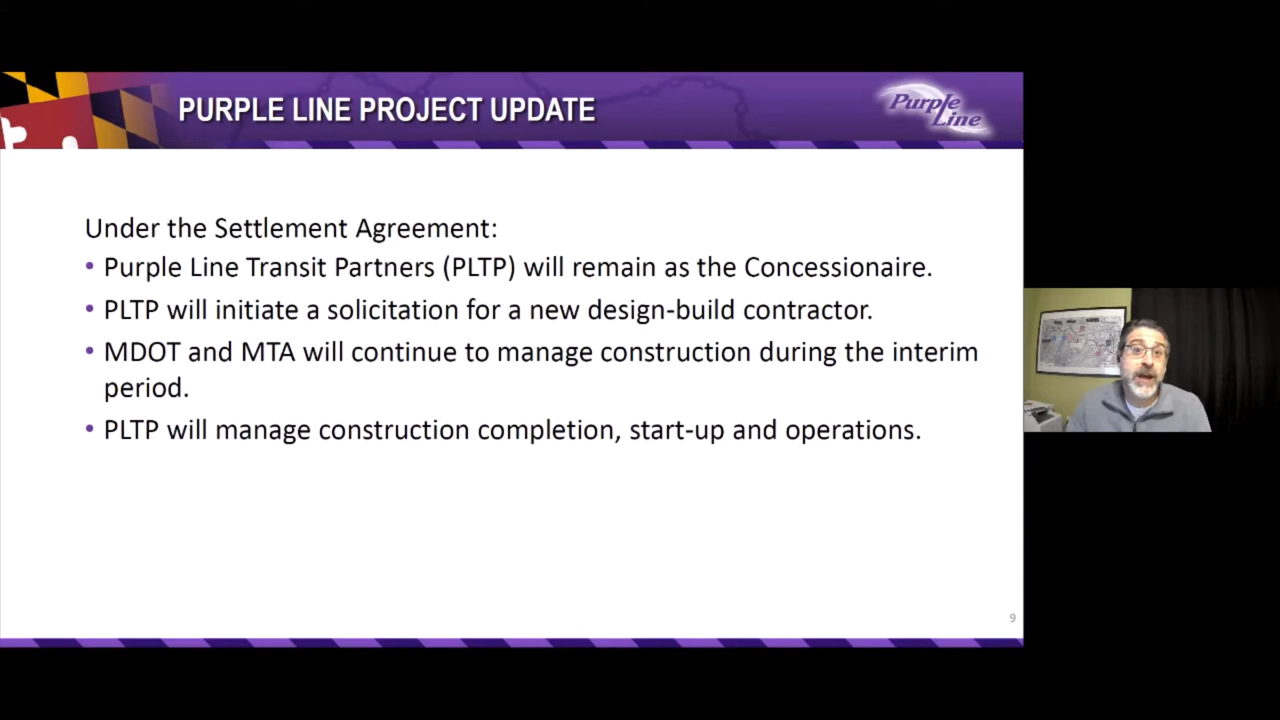 PURPLE LINE PROJECT UPDATE
Purple
Line
Under the Settlement Agreement:
• Purple Line Transit Partners (PLTP) will remain as the Concessionaire.
• PLTP will initiate a solicitation for a new design-build contractor.
• MDOT and MTA will continue to manage construction during the interim
period.
• PLTP will manage construction completion, start-up and operations.
9